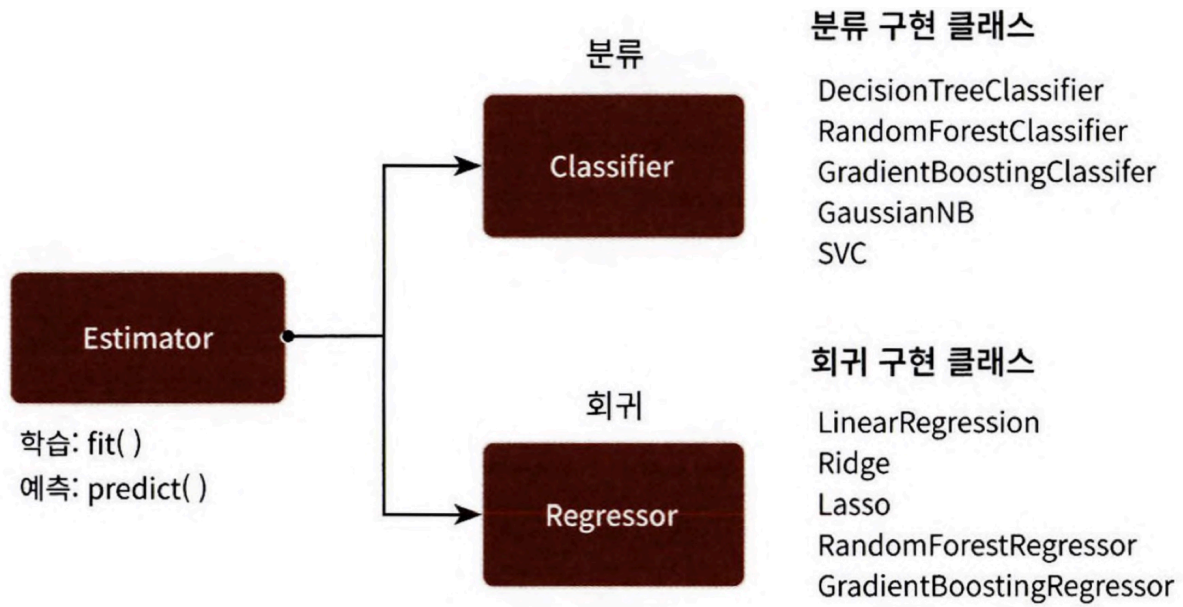 Estimator
학습: fit( )
예측: predict( )
분류
Classifier
회귀
Regressor
분류 구현 클래스
DecisionTreeClassifier
RandomForestClassifier
GradientBoostingClassifer
GaussianNB
SVC
회귀 구현 클래스
LinearRegression
Ridge
Lasso
RandomForestRegressor
GradientBoostingRegressor